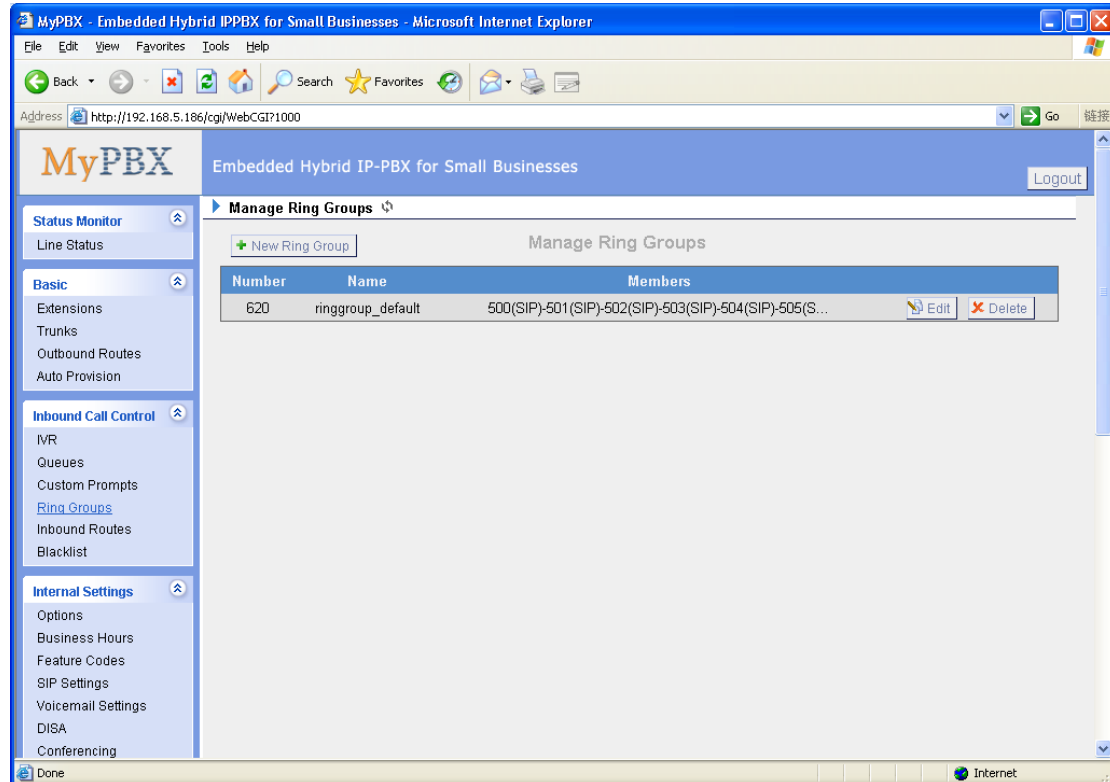 MyPBX - Embedded Hybrid IPPBX for Small Businesses - Microsoft Internet Explorer
File Edit View Favorites Tools Help
Back Search Favorites
Address http://192.168.5.186/cgi/WebCGI?1000 Go 链接
MyPBX Embedded Hybrid IP-PBX for Small Businesses
Logout
Status Monitor
Line Status
Basic
Extensions
Trunks
Outbound Routes
Auto Provision
Inbound Call Control
IVR
Queues
Custom Prompts
Ring Groups
Inbound Routes
Blacklist
Internal Settings
Options
Business Hours
Feature Codes
SIP Settings
Voicemail Settings
DISA
Conferencing
Manage Ring Groups
New Ring Group Manage Ring Groups
Number Name Members
620 ringgroup_default 500(SIP)-501(SIP)-502(SIP)-503(SIP)-504(SIP)-505(S... Edit Delete
Done Internet